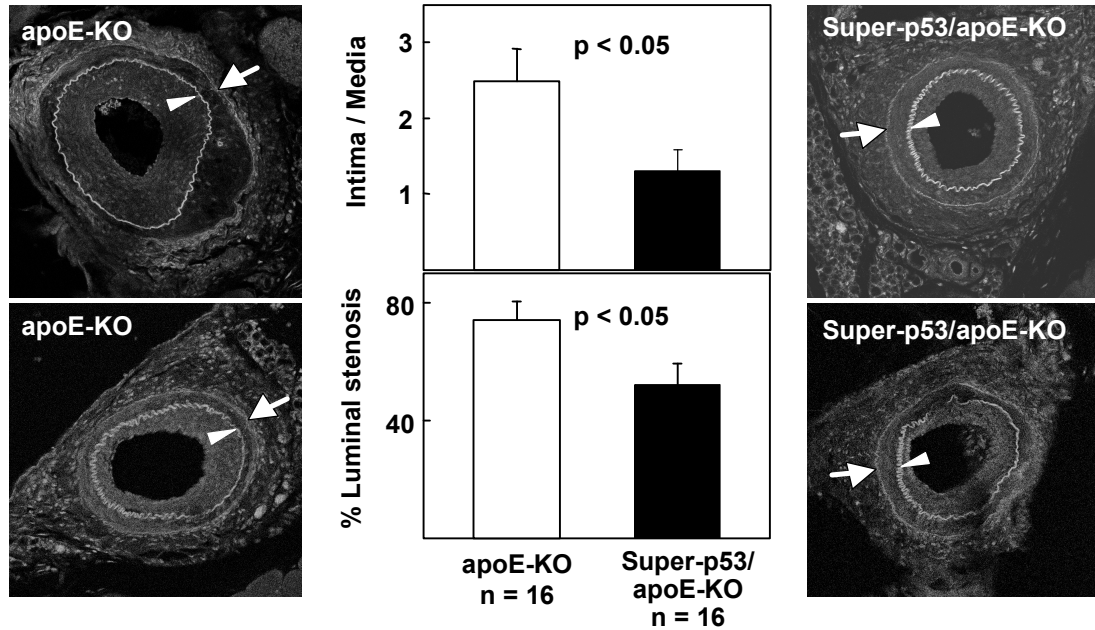 apoE-KO
apoE-KO
3
2
1
Intima / Media
p < 0.05
80
40
% Luminal stenosis
p < 0.05
apoE-KO
n = 16
Super-p53/
apoE-KO
n = 16
Super-p53/apoE-KO
Super-p53/apoE-KO